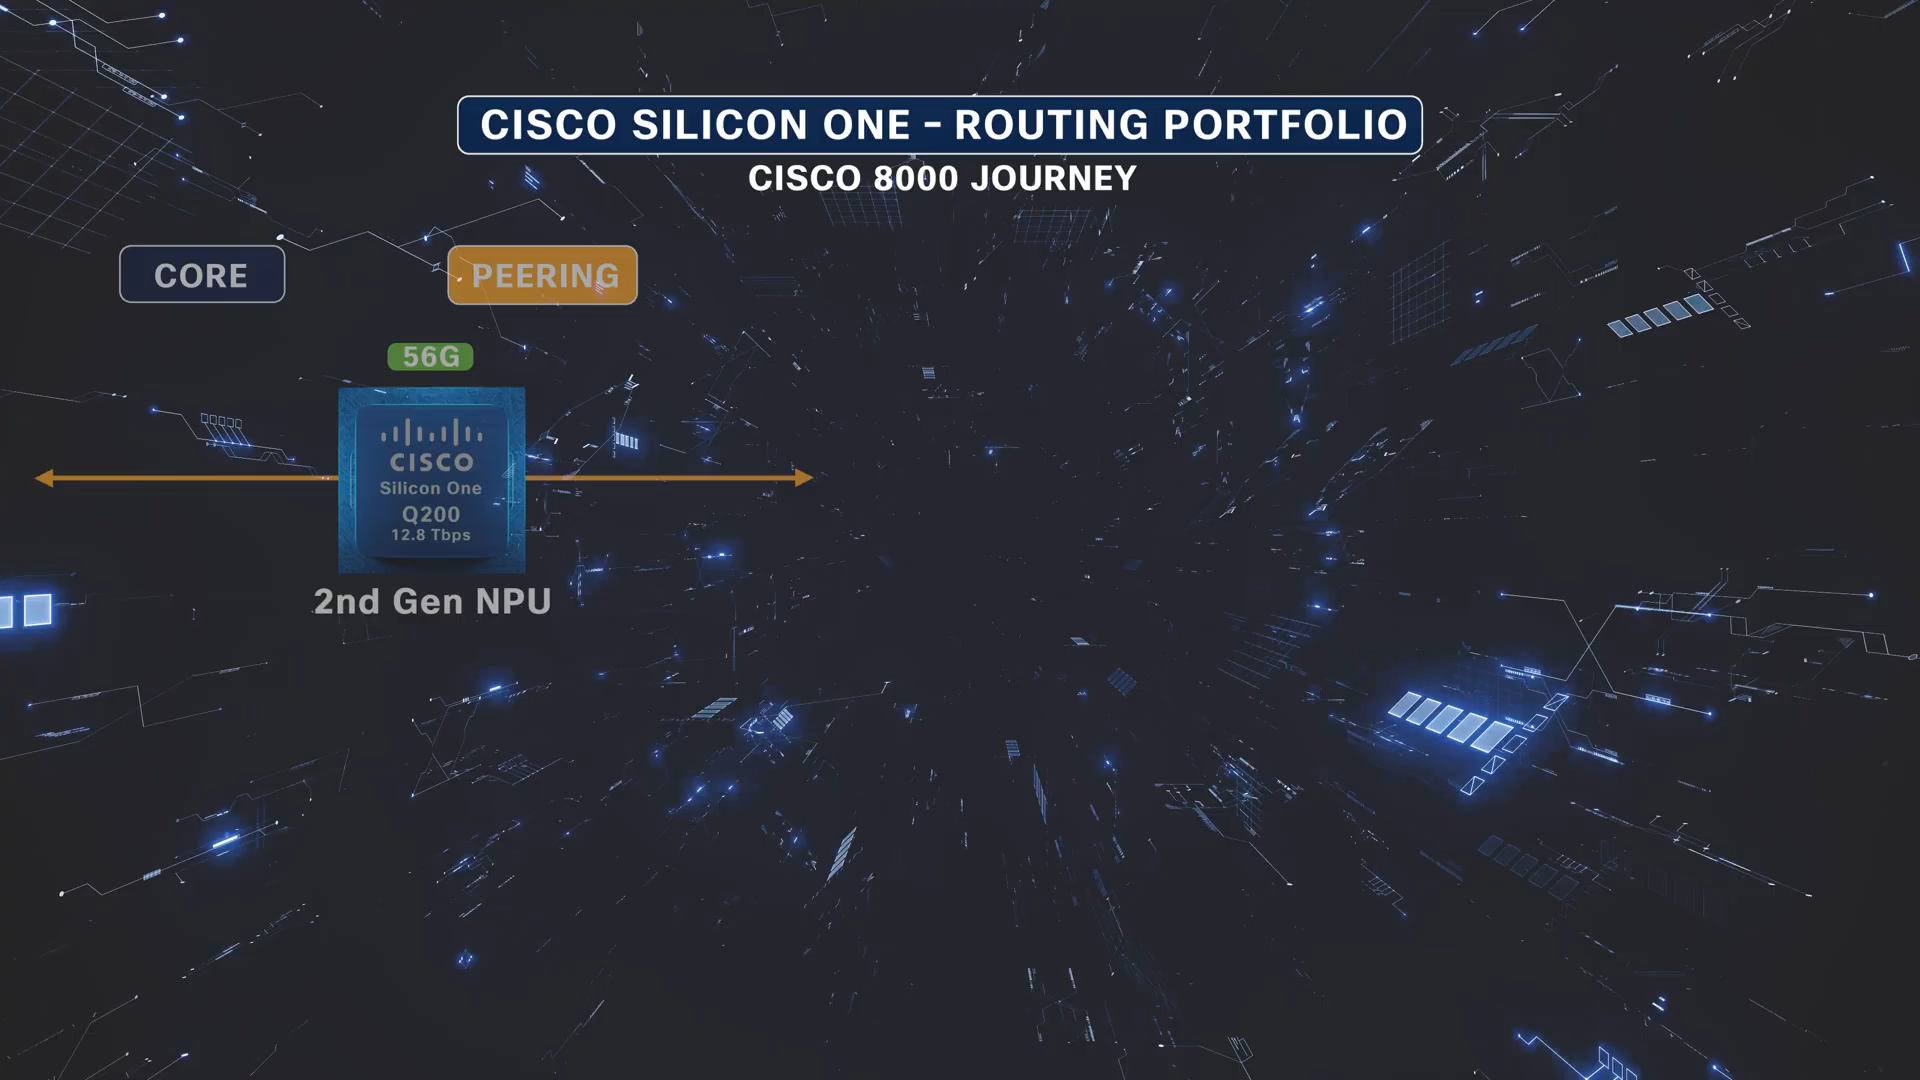 CISCO SILICON ONE – ROUTING PORTFOLIO
CISCO 8000 JOURNEY
CORE
PEERING
56G
CISCO
Silicon One
Q200
12.8 Tbps
2nd Gen NPU